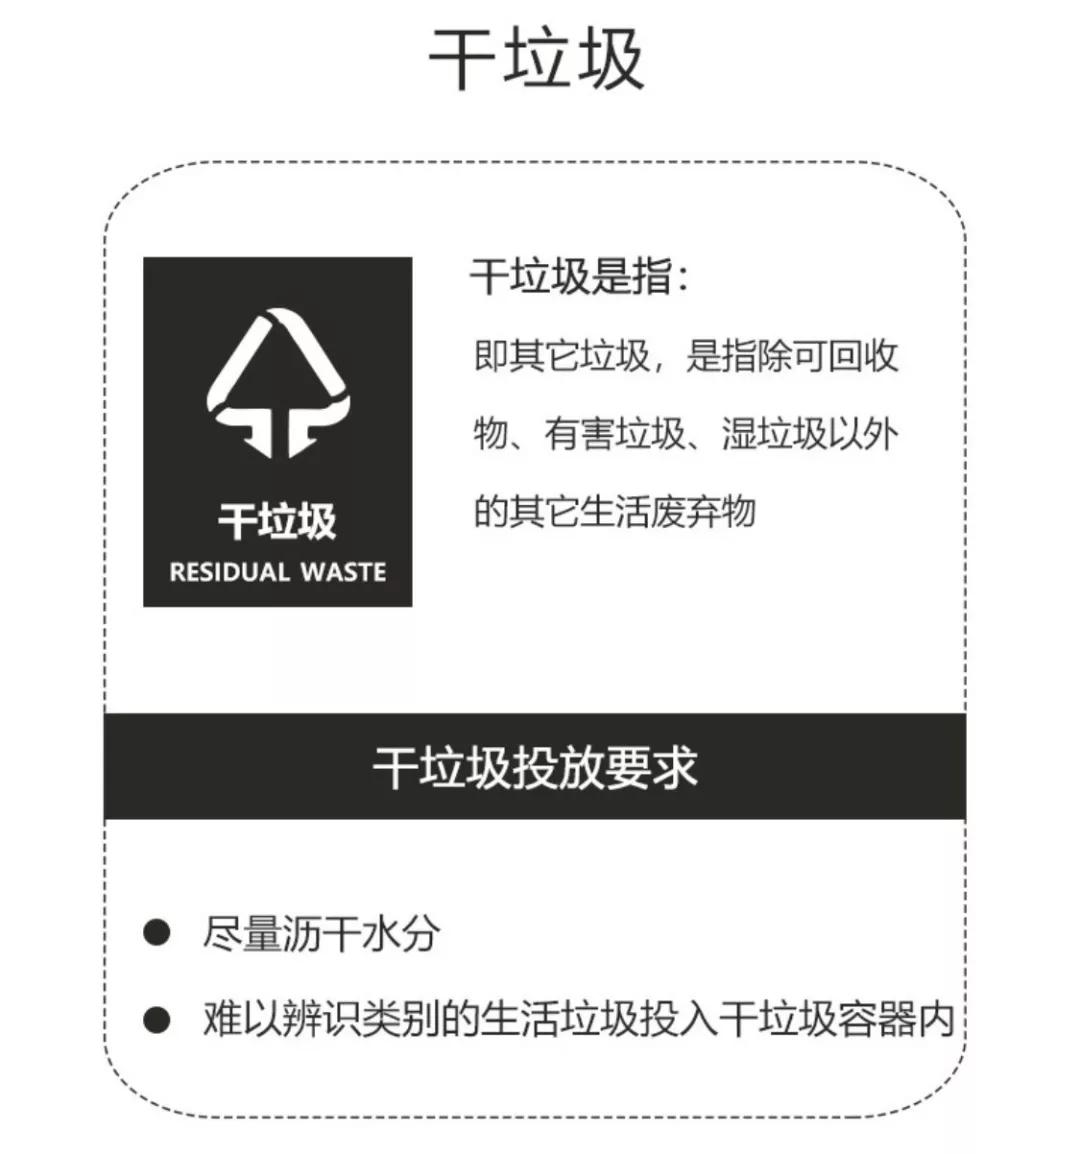 干垃圾
干垃圾
RESIDUAL WASTE
干垃圾是指：
即其它垃圾，是指除可回收
物、有害垃圾、湿垃圾以外
的其它生活废弃物
干垃圾投放要求
● 尽量沥干水分
● 难以辨识类别的生活垃圾投入干垃圾容器内